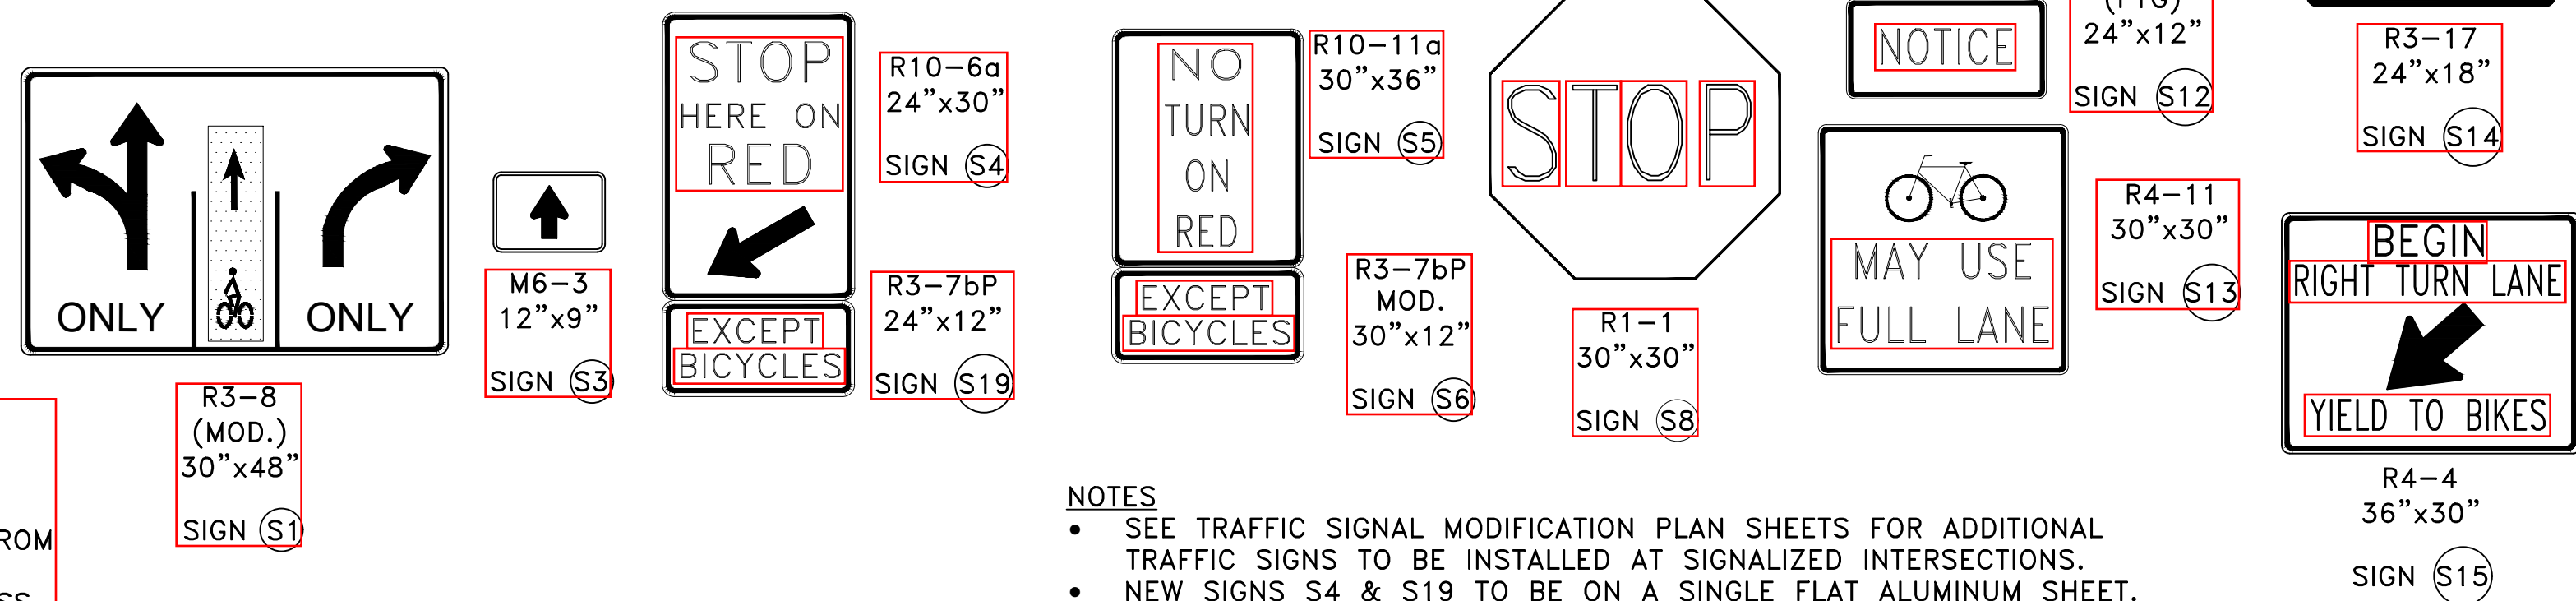 ONLY
ONLY
R3-8
(MOD.)
30"x48"
SIGN S1
ROM
M6-3
12"x9"
SIGN S3
STOP
HERE ON
RED
EXCEPT
BICYCLES
R10-6a
24"x30"
SIGN S4
R3-7bP
24"x12"
SIGN S19
NO
TURN
ON
RED
EXCEPT
BICYCLES
R10-11a
30"x36"
SIGN S5
R3-7bP
MOD.
30"x12"
SIGN S6
STOP
R1-1
30"x30"
SIGN S8
NOTICE
24"x12"
SIGN S12
MAY USE
FULL LANE
R4-11
30"x30"
SIGN S13
R3-17
24"x18"
SIGN S14
BEGIN
RIGHT TURN LANE
YIELD TO BIKES
R4-4
36"x30"
SIGN S15
NOTES
• SEE TRAFFIC SIGNAL MODIFICATION PLAN SHEETS FOR ADDITIONAL
TRAFFIC SIGNS TO BE INSTALLED AT SIGNALIZED INTERSECTIONS.
• NEW SIGNS S4 & S19 TO BE ON A SINGLE FLAT ALUMINUM SHEET.